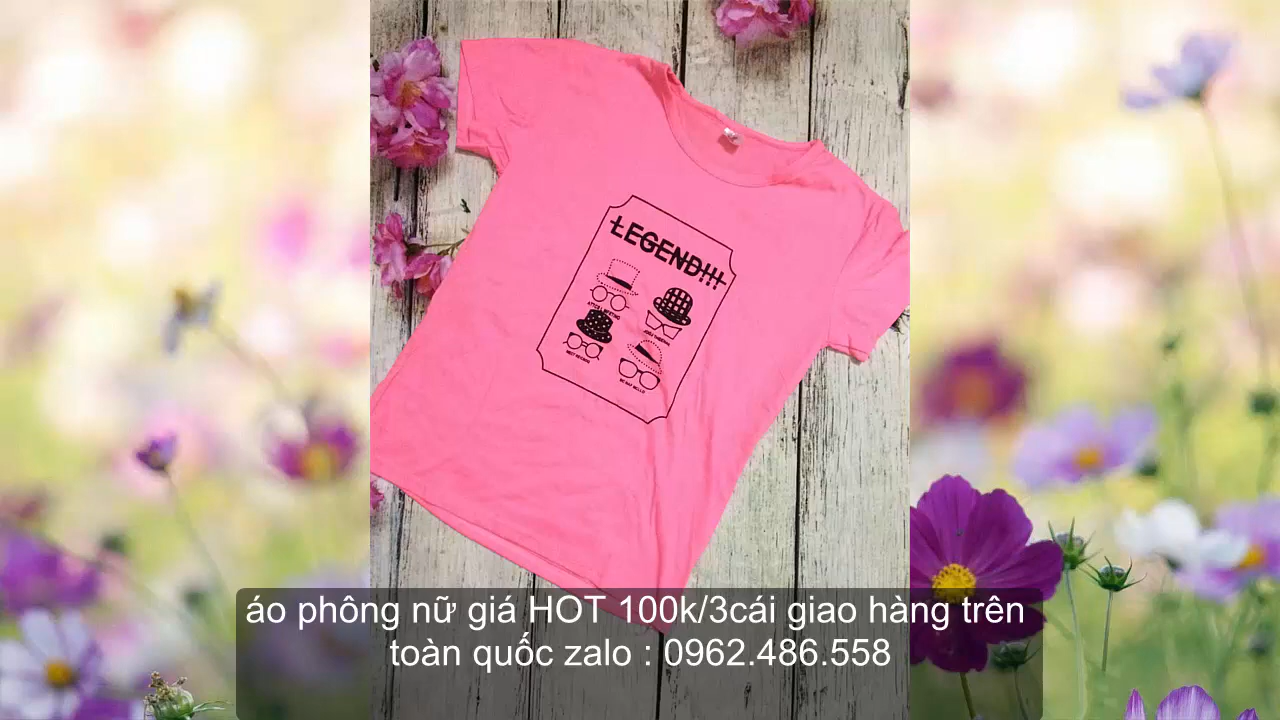 LEGEND!!!
áo phông nữ giá HOT 100k/3cái giao hàng trên
toàn quốc zalo : 0962.486.558